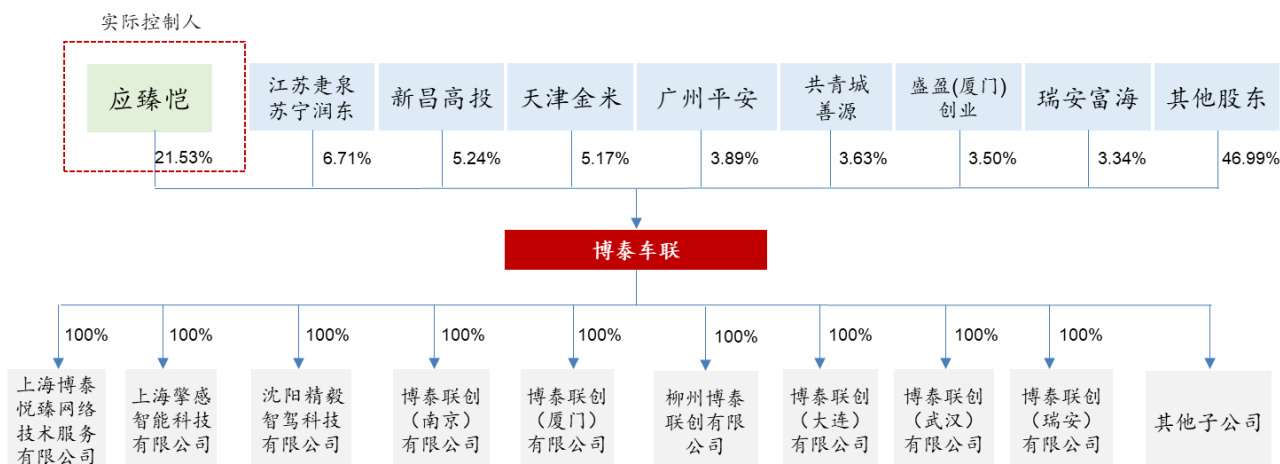 实际控制人
应臻恺
江苏疌泉
苏宁润东
新昌高投
天津金米
广州平安
共青城
善源
盛盈(厦门)
创业
瑞安富海
其他股东
21.53%
6.71%
5.24%
5.17%
3.89%
3.63%
3.50%
3.34%
46.99%
博泰车联
100%
100%
100%
100%
100%
100%
100%
100%
100%
上海博泰
悦臻网络
技术服务
有限公司
上海擎感
智能科技
有限公司
沈阳精毅
智驾科技
有限公司
博泰联创
（南京）
有限公司
博泰联创
（厦门）
有限公司
柳州博泰
联创有限
公司
博泰联创
（大连）
有限公司
博泰联创
（武汉）
有限公司
博泰联创
（瑞安）
有限公司
其他子公司